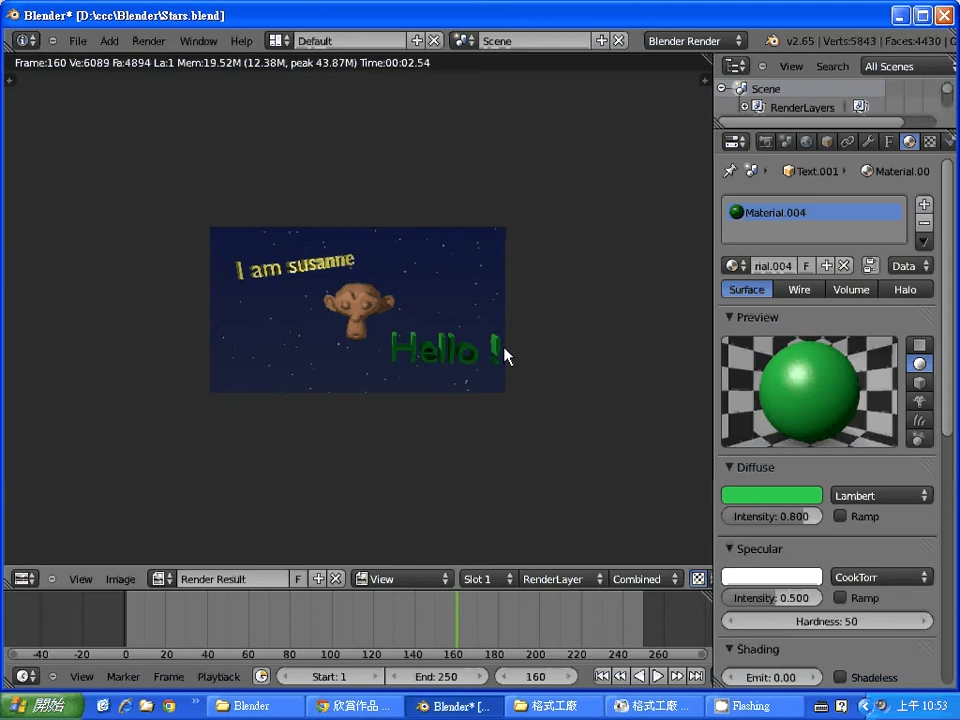 Blender* [D:\ccc\Blender\Stars.blend]
File Add Render Window Help Default Scene Blender Render v2.65 | Verts:5843 | Faces:4430 |
Frame:160 Ve:6089 Fa:4894 La:1 Mem:19.52M (12.38M, peak 43.87M) Time:00:02.54
View Search All Scenes
Scene
RenderLayers
Text.001 Material.00
Material.004
rial.004 F Data
Surface Wire Volume Halo
Preview
I am susanne
Hello !
Diffuse
Lambert
Intensity: 0.800 Ramp
Specular
CookTorr
Intensity: 0.500 Ramp
Hardness: 50
Shading
Emit: 0.00 Shadeless
View Image Render Result F View Slot 1 RenderLayer Combined
-40 -20 0 20 40 60 80 100 120 140 160 180 200 220 240 260
View Marker Frame Playback Start: 1 End: 250 160
開始 Blender 欣賞作品 ... Blender* [... 格式工廠 格式工廠 ... Flashing 上午 10:53